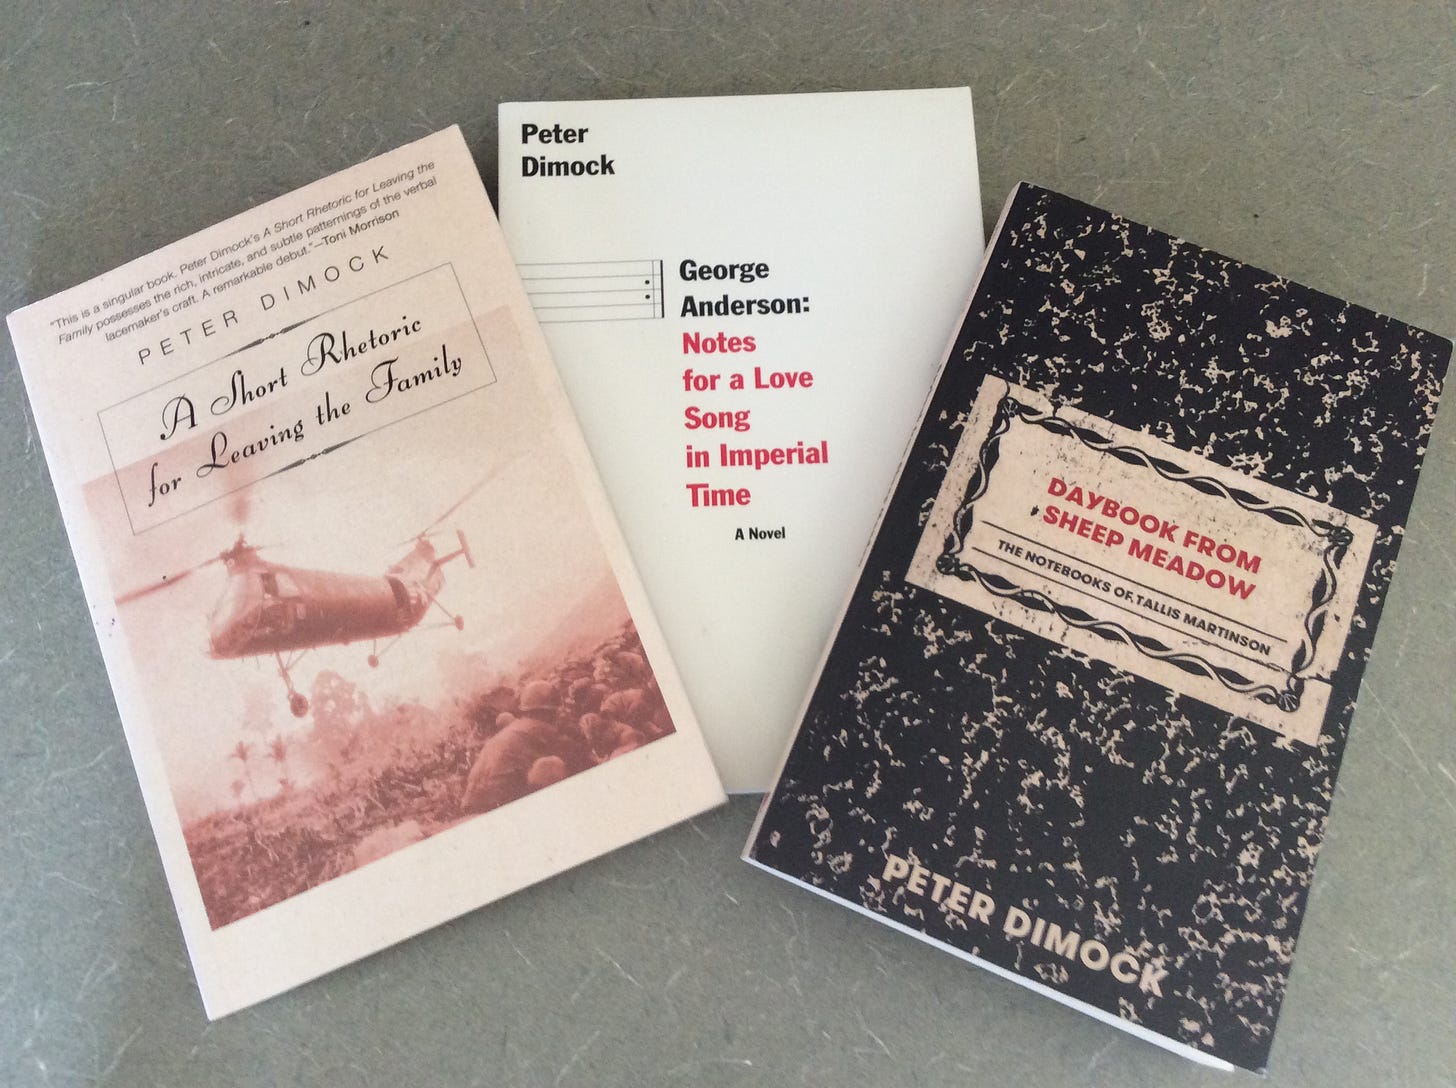 "This is a singular book. Peter Dimock's A Short Rhetoric for Leaving the
Family possesses the rich, intricate, and subtle patternings of the verbal
lacemaker's craft. A remarkable debut."—Toni Morrison
PETER DIMOCK
A Short Rhetoric
for Leaving the Family
Peter
Dimock
George
Anderson:
Notes
for a Love
Song
in Imperial
Time
A Novel
DAYBOOK FROM
SHEEP MEADOW
THE NOTEBOOKS OF TALLIS MARTINSON
PETER DIMOCK